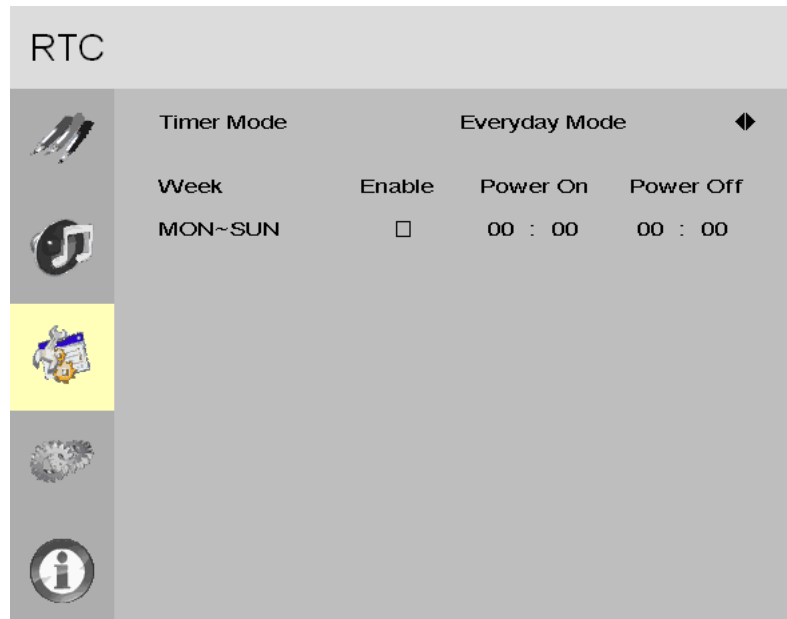 RTC
Timer Mode Everyday Mode
Week Enable Power On Power Off
MON~SUN 00 : 00 00 : 00